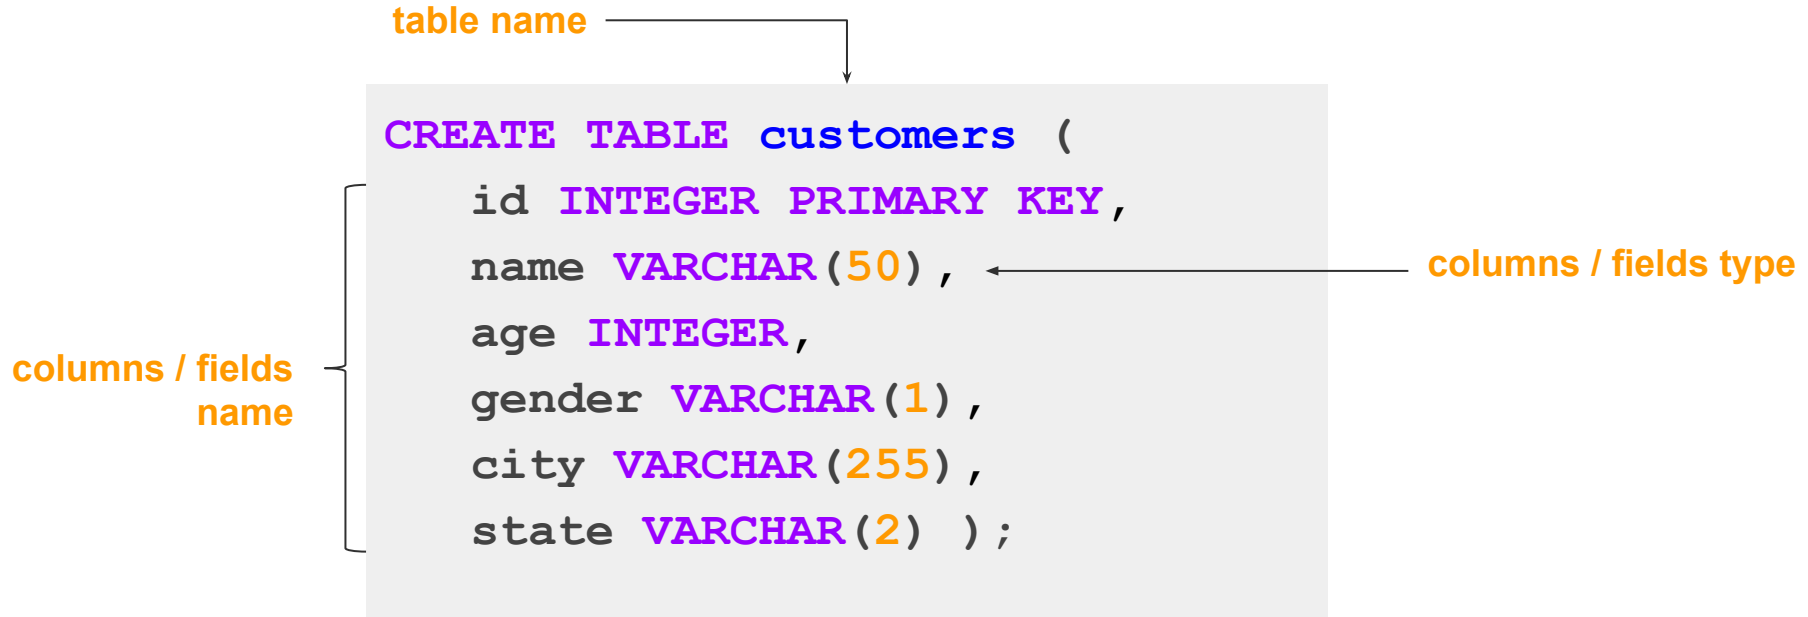 table name
CREATE TABLE customers (
id INTEGER PRIMARY KEY,
name VARCHAR(50),
columns / fields type
age INTEGER,
columns / fields
name
gender VARCHAR(1),
city VARCHAR(255),
state VARCHAR(2) );